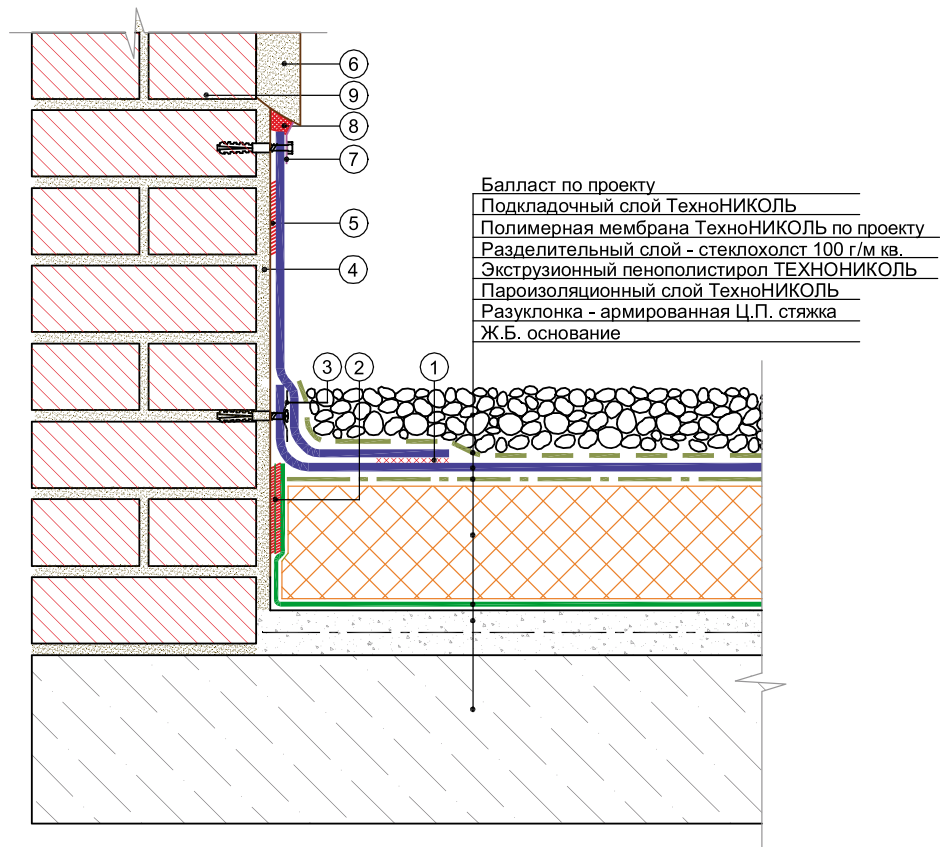 6
9
8
7
Балласт по проекту
Подкладочный слой ТехноНИКОЛЬ
5
Полимерная мембрана ТехноНИКОЛЬ по проекту
Разделительный слой - стеклохолст 100 г/м кв.
4
Экструзионный пенополистирол ТЕХНОНИКОЛЬ
Пароизоляционный слой ТехноНИКОЛЬ
Разуклонка - армированная Ц.П. стяжка
Ж.Б. основание
3
2
1